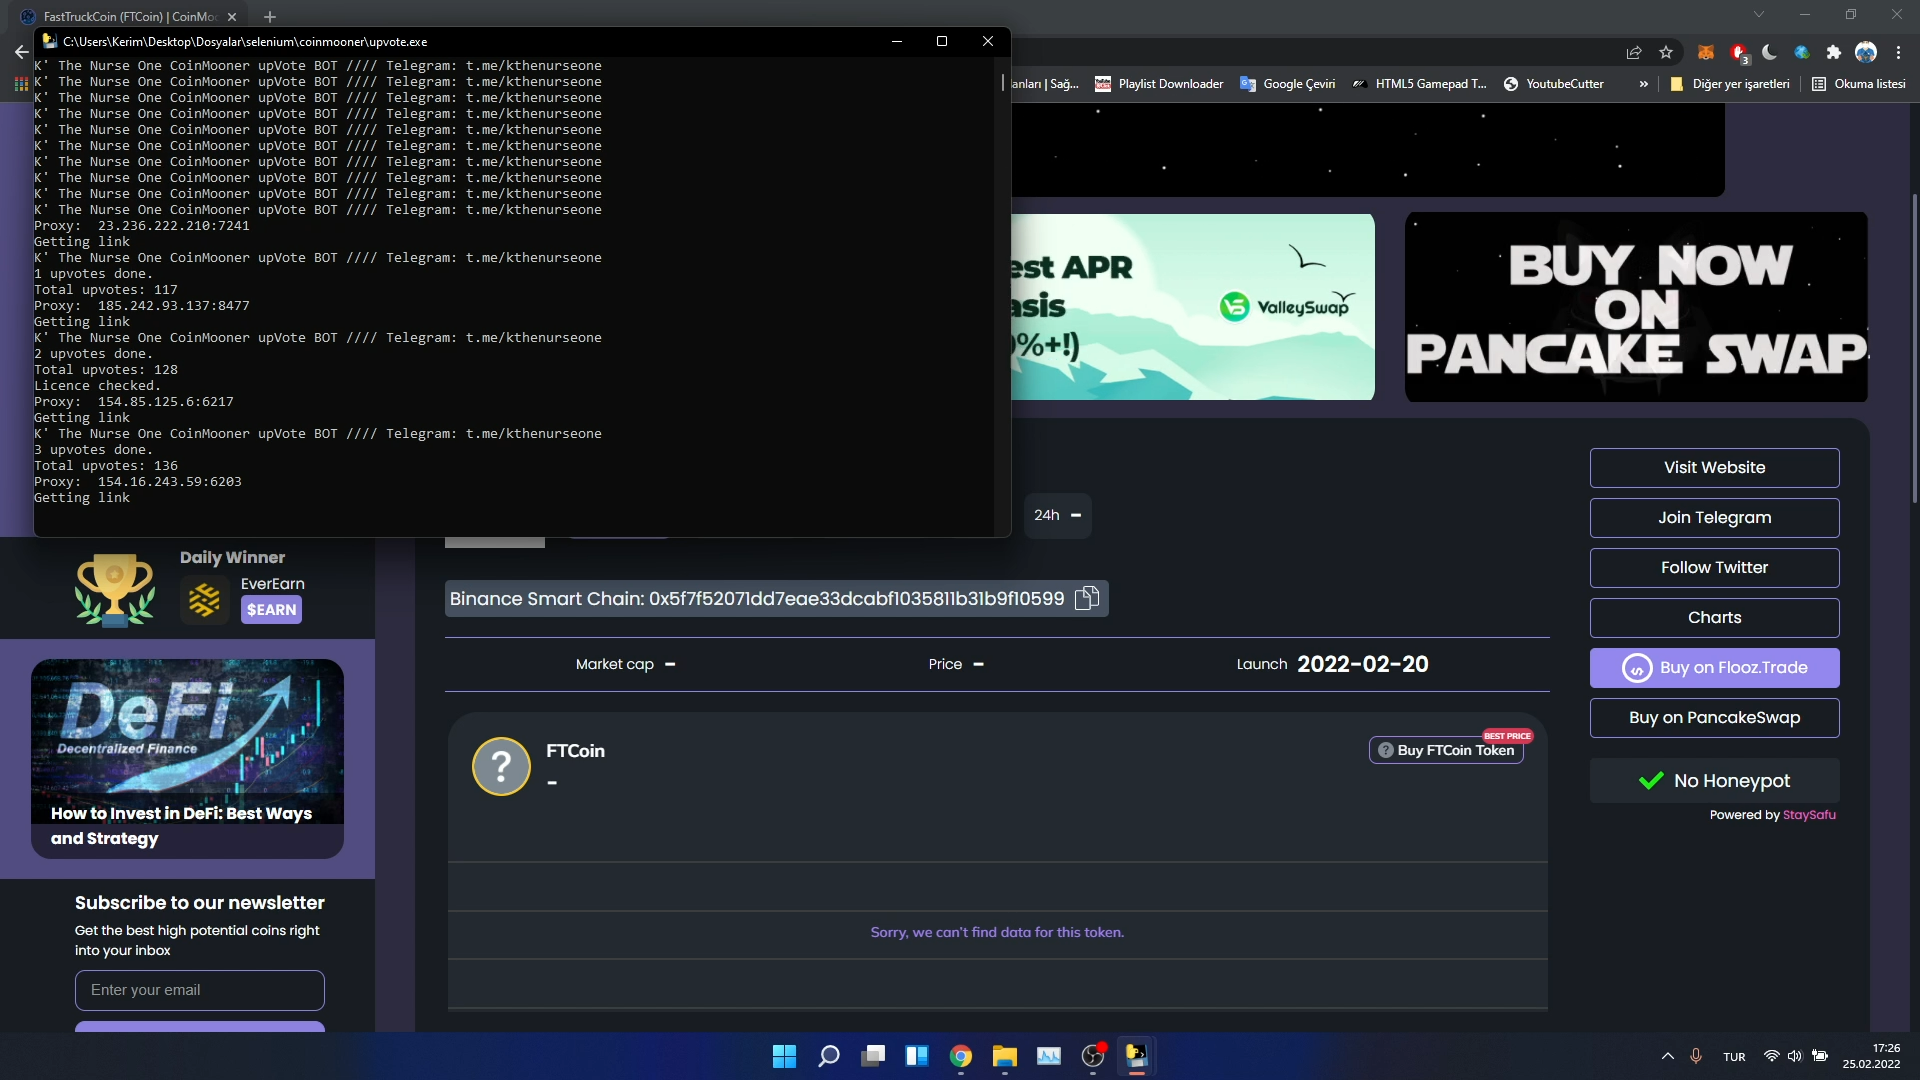 FastTruckCoin (FTCoin) | CoinMoo
C:\Users\Kerim\Desktop\Dosyalar\selenium\coinmooner\upvote.exe
K' The Nurse One CoinMooner upVote BOT //// Telegram: t.me/kthenurseone
K' The Nurse One CoinMooner upVote BOT //// Telegram: t.me/kthenurseone
K' The Nurse One CoinMooner upVote BOT //// Telegram: t.me/kthenurseone
K' The Nurse One CoinMooner upVote BOT //// Telegram: t.me/kthenurseone
K' The Nurse One CoinMooner upVote BOT //// Telegram: t.me/kthenurseone
K' The Nurse One CoinMooner upVote BOT //// Telegram: t.me/kthenurseone
K' The Nurse One CoinMooner upVote BOT //// Telegram: t.me/kthenurseone
K' The Nurse One CoinMooner upVote BOT //// Telegram: t.me/kthenurseone
K' The Nurse One CoinMooner upVote BOT //// Telegram: t.me/kthenurseone
K' The Nurse One CoinMooner upVote BOT //// Telegram: t.me/kthenurseone
Proxy:  23.236.222.210:7241
Getting link
K' The Nurse One CoinMooner upVote BOT //// Telegram: t.me/kthenurseone
1 upvotes done.
Total upvotes: 117
Proxy:  185.242.93.137:8477
Getting link
K' The Nurse One CoinMooner upVote BOT //// Telegram: t.me/kthenurseone
2 upvotes done.
Total upvotes: 128
Licence checked.
Proxy:  154.85.125.6:6217
Getting link
K' The Nurse One CoinMooner upVote BOT //// Telegram: t.me/kthenurseone
3 upvotes done.
Total upvotes: 136
Proxy:  154.16.243.59:6203
Getting link
3
anları | Sağ... Playlist Downloader Google Çeviri HTML5 Gamepad T... YoutubeCutter » Diğer yer işaretleri Okuma listesi
est APR
asis
%+!)
ValleySwap
BUY NOW
ON
PANCAKE SWAP
24h -
Daily Winner
EverEarn
$EARN
DeFi
Decentralized Finance
How to Invest in DeFi: Best Ways
and Strategy
Subscribe to our newsletter
Get the best high potential coins right
into your inbox
Enter your email
Binance Smart Chain: 0x5f7f52071dd7eae33dcabf1035811b31b9f10599
Market cap - Price - Launch 2022-02-20
FTCoin
-
BEST PRICE
? Buy FTCoin Token
Sorry, we can't find data for this token.
Visit Website
Join Telegram
Follow Twitter
Charts
Buy on Flooz.Trade
Buy on PancakeSwap
No Honeypot
Powered by StaySafu
TUR
17:26
25.02.2022